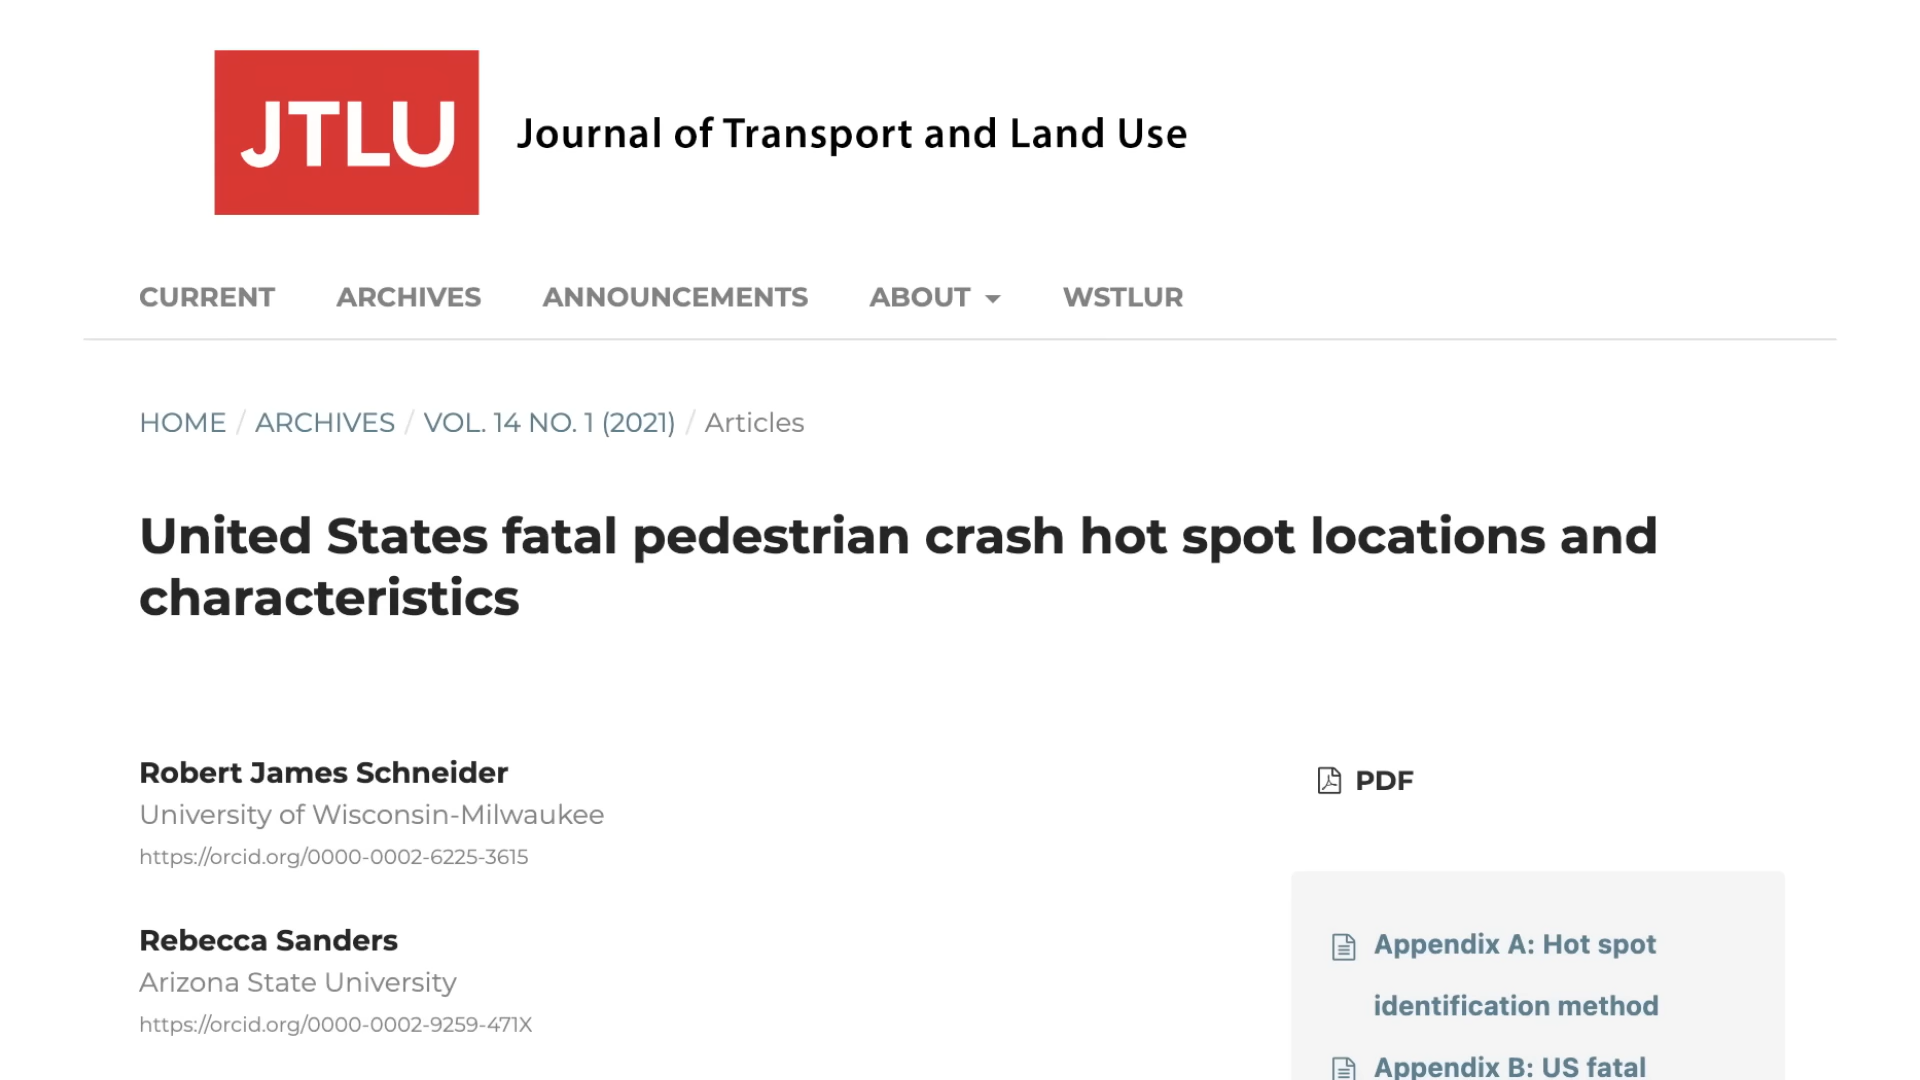 JTLU
Journal of Transport and Land Use
CURRENT ARCHIVES ANNOUNCEMENTS ABOUT WSTLUR
HOME / ARCHIVES / VOL. 14 NO. 1 (2021) / Articles
United States fatal pedestrian crash hot spot locations and
characteristics
Robert James Schneider
University of Wisconsin-Milwaukee
https://orcid.org/0000-0002-6225-3615
Rebecca Sanders
Arizona State University
https://orcid.org/0000-0002-9259-471X
PDF
Appendix A: Hot spot
identification method
Appendix B: US fatal